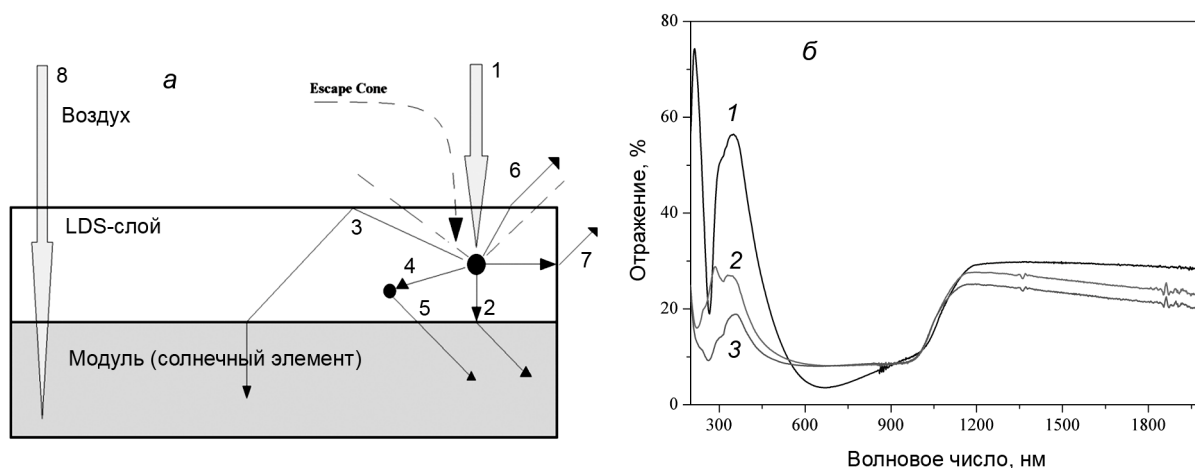 8
а
Воздух
Escape Cone
1
6
LDS-слой
3
7
4
5
2
Модуль (солнечный элемент)
80
б
1
60
Отражение, %
40
2
20
3
0
300 600 900 1200 1500 1800
Волновое число, нм